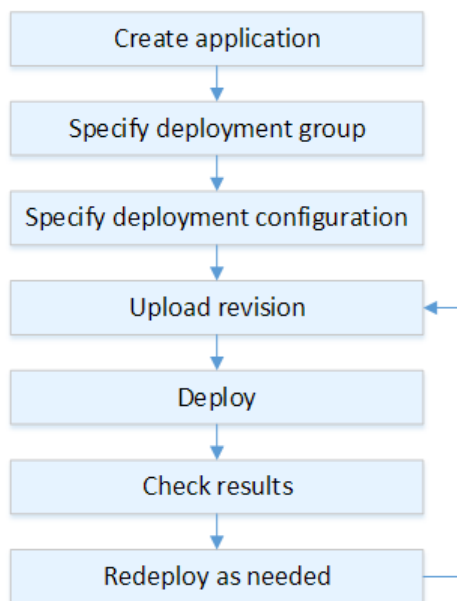 Create application
Specify deployment group
Specify deployment configuration
Upload revision
Deploy
Check results
Redeploy as needed